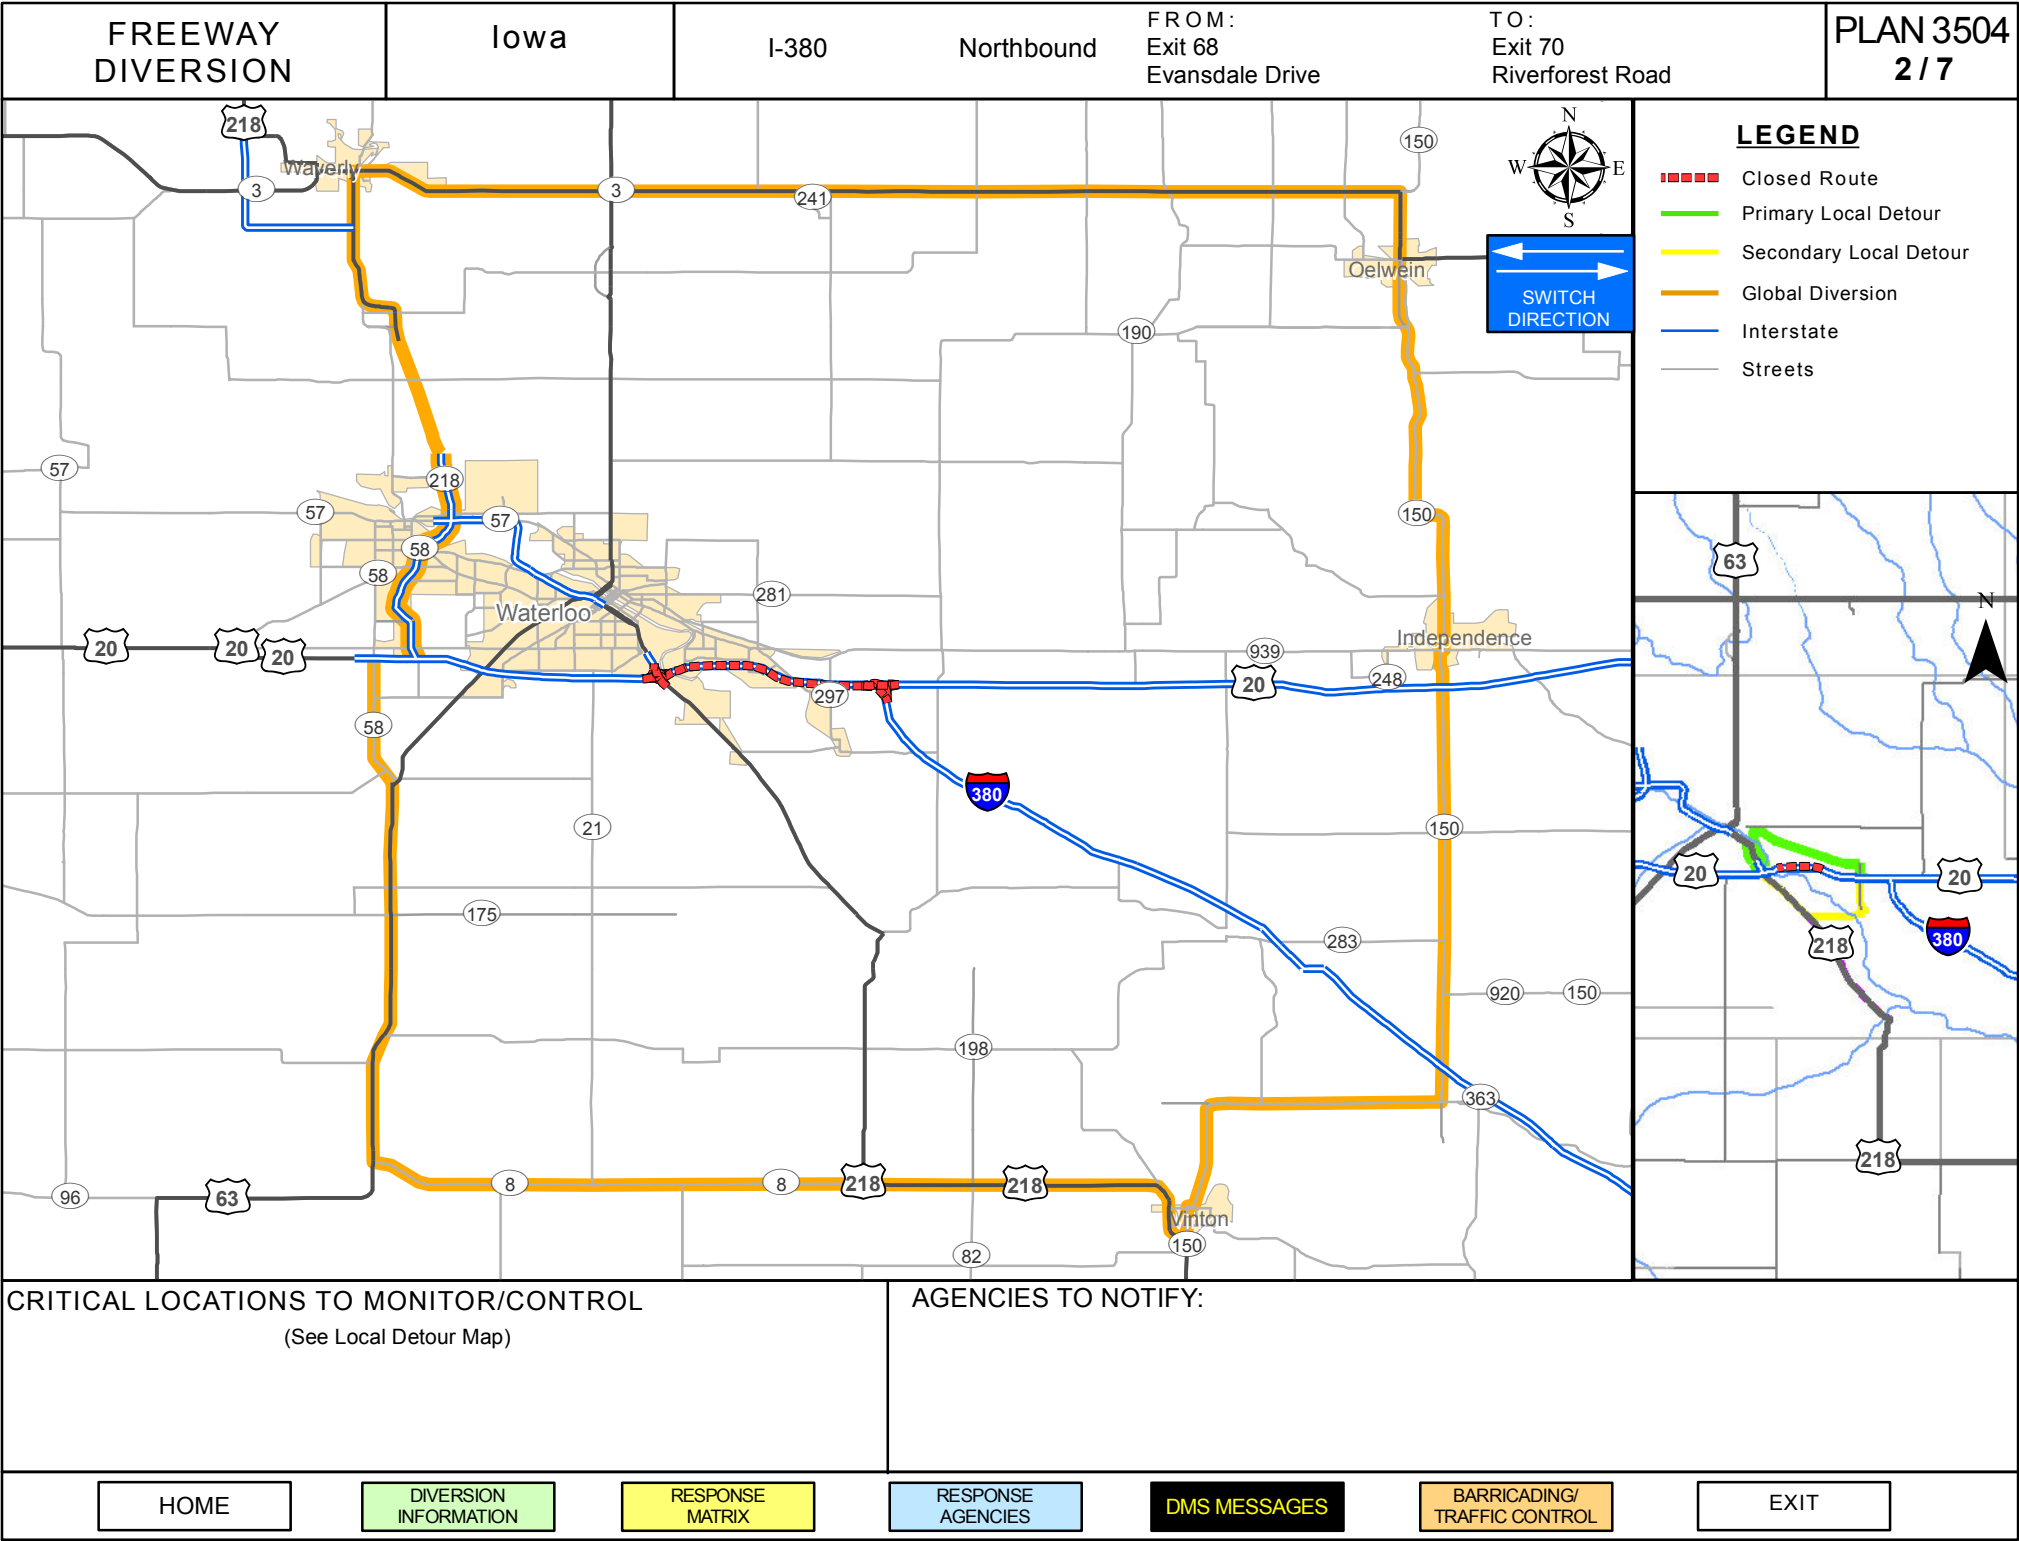 FREEWAY
DIVERSION
Iowa
I-380
Northbound
FROM:
Exit 68
Evansdale Drive
TO:
Exit 70
Riverforest Road
PLAN 3504
2 / 7
218
Waverly
3
3
241
150
N
W
E
S
Oelwein
SWITCH
DIRECTION
190
57
218
57
57
58
58
150
281
Waterloo
Independence
20
20
20
939
248
20
297
58
380
21
150
175
283
920
150
198
363
96
63
8
8
218
218
Vinton
150
82
LEGEND
Closed Route
Primary Local Detour
Secondary Local Detour
Global Diversion
Interstate
Streets
63
N
20
20
218
380
218
CRITICAL LOCATIONS TO MONITOR/CONTROL
(See Local Detour Map)
AGENCIES TO NOTIFY:
HOME
DIVERSION
INFORMATION
RESPONSE
MATRIX
RESPONSE
AGENCIES
DMS MESSAGES
BARRICADING/
TRAFFIC CONTROL
EXIT